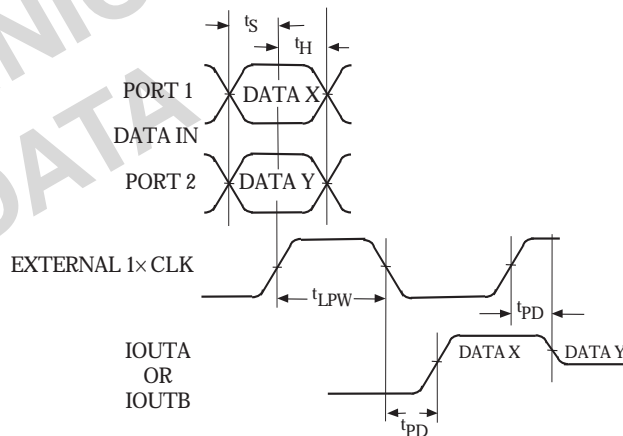 tS
tH
PORT 1
DATA X
DATA IN
PORT 2
DATA Y
EXTERNAL 1× CLK
tLPW
tPD
IOUTA
OR
IOUTB
DATA X
DATA Y
tPD
DATA